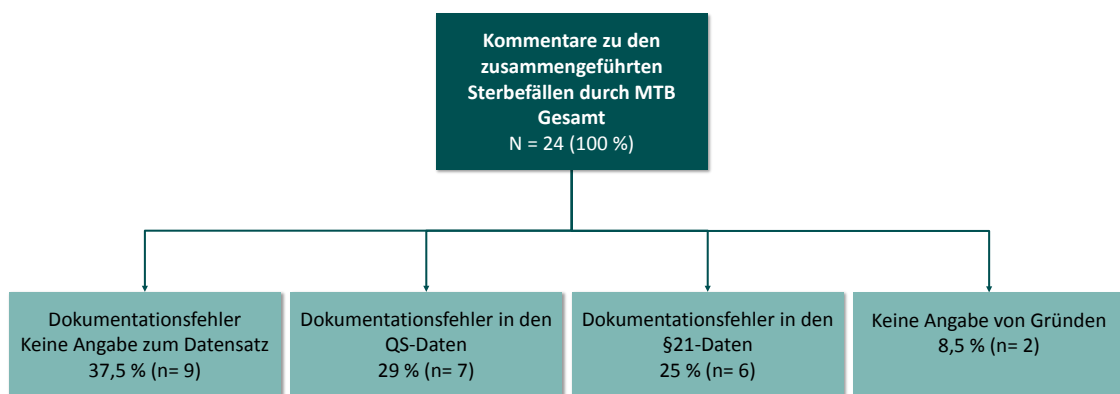 Kommentare zu den
zusammengeführten
Sterbefällen durch MTB
Gesamt
N = 24 (100 %)
Dokumentationsfehler
Keine Angabe zum Datensatz
37,5 % (n= 9)
Dokumentationsfehler in den
QS-Daten
29 % (n= 7)
Dokumentationsfehler in den
§21-Daten
25 % (n= 6)
Keine Angabe von Gründen
8,5 % (n= 2)